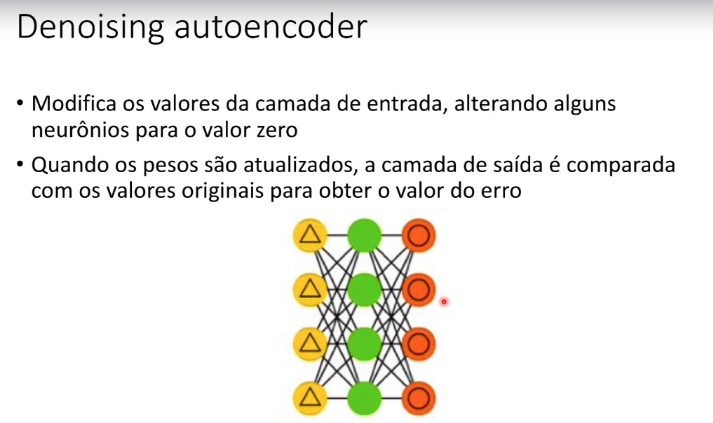 Denoising autoencoder
• Modifica os valores da camada de entrada, alterando alguns
neurônios para o valor zero
• Quando os pesos são atualizados, a camada de saída é comparada
com os valores originais para obter o valor do erro